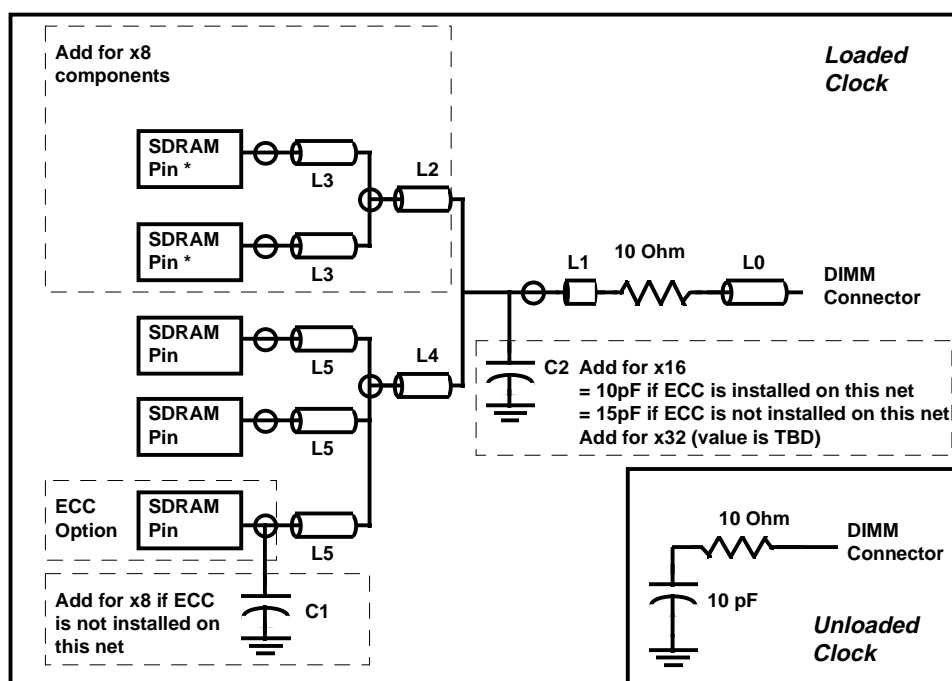 Add for x8
components
Loaded
Clock
SDRAM
Pin *
L3
L2
SDRAM
Pin *
L3
L1
10 Ohm
L0
DIMM
Connector
SDRAM
Pin
L5
L4
C2 Add for x16
= 10pF if ECC is installed on this net
= 15pF if ECC is not installed on this net
Add for x32 (value is TBD)
SDRAM
Pin
L5
ECC
Option
SDRAM
Pin
L5
Add for x8 if ECC
is not installed on
this net
C1
10 Ohm
DIMM
Connector
10 pF
Unloaded
Clock